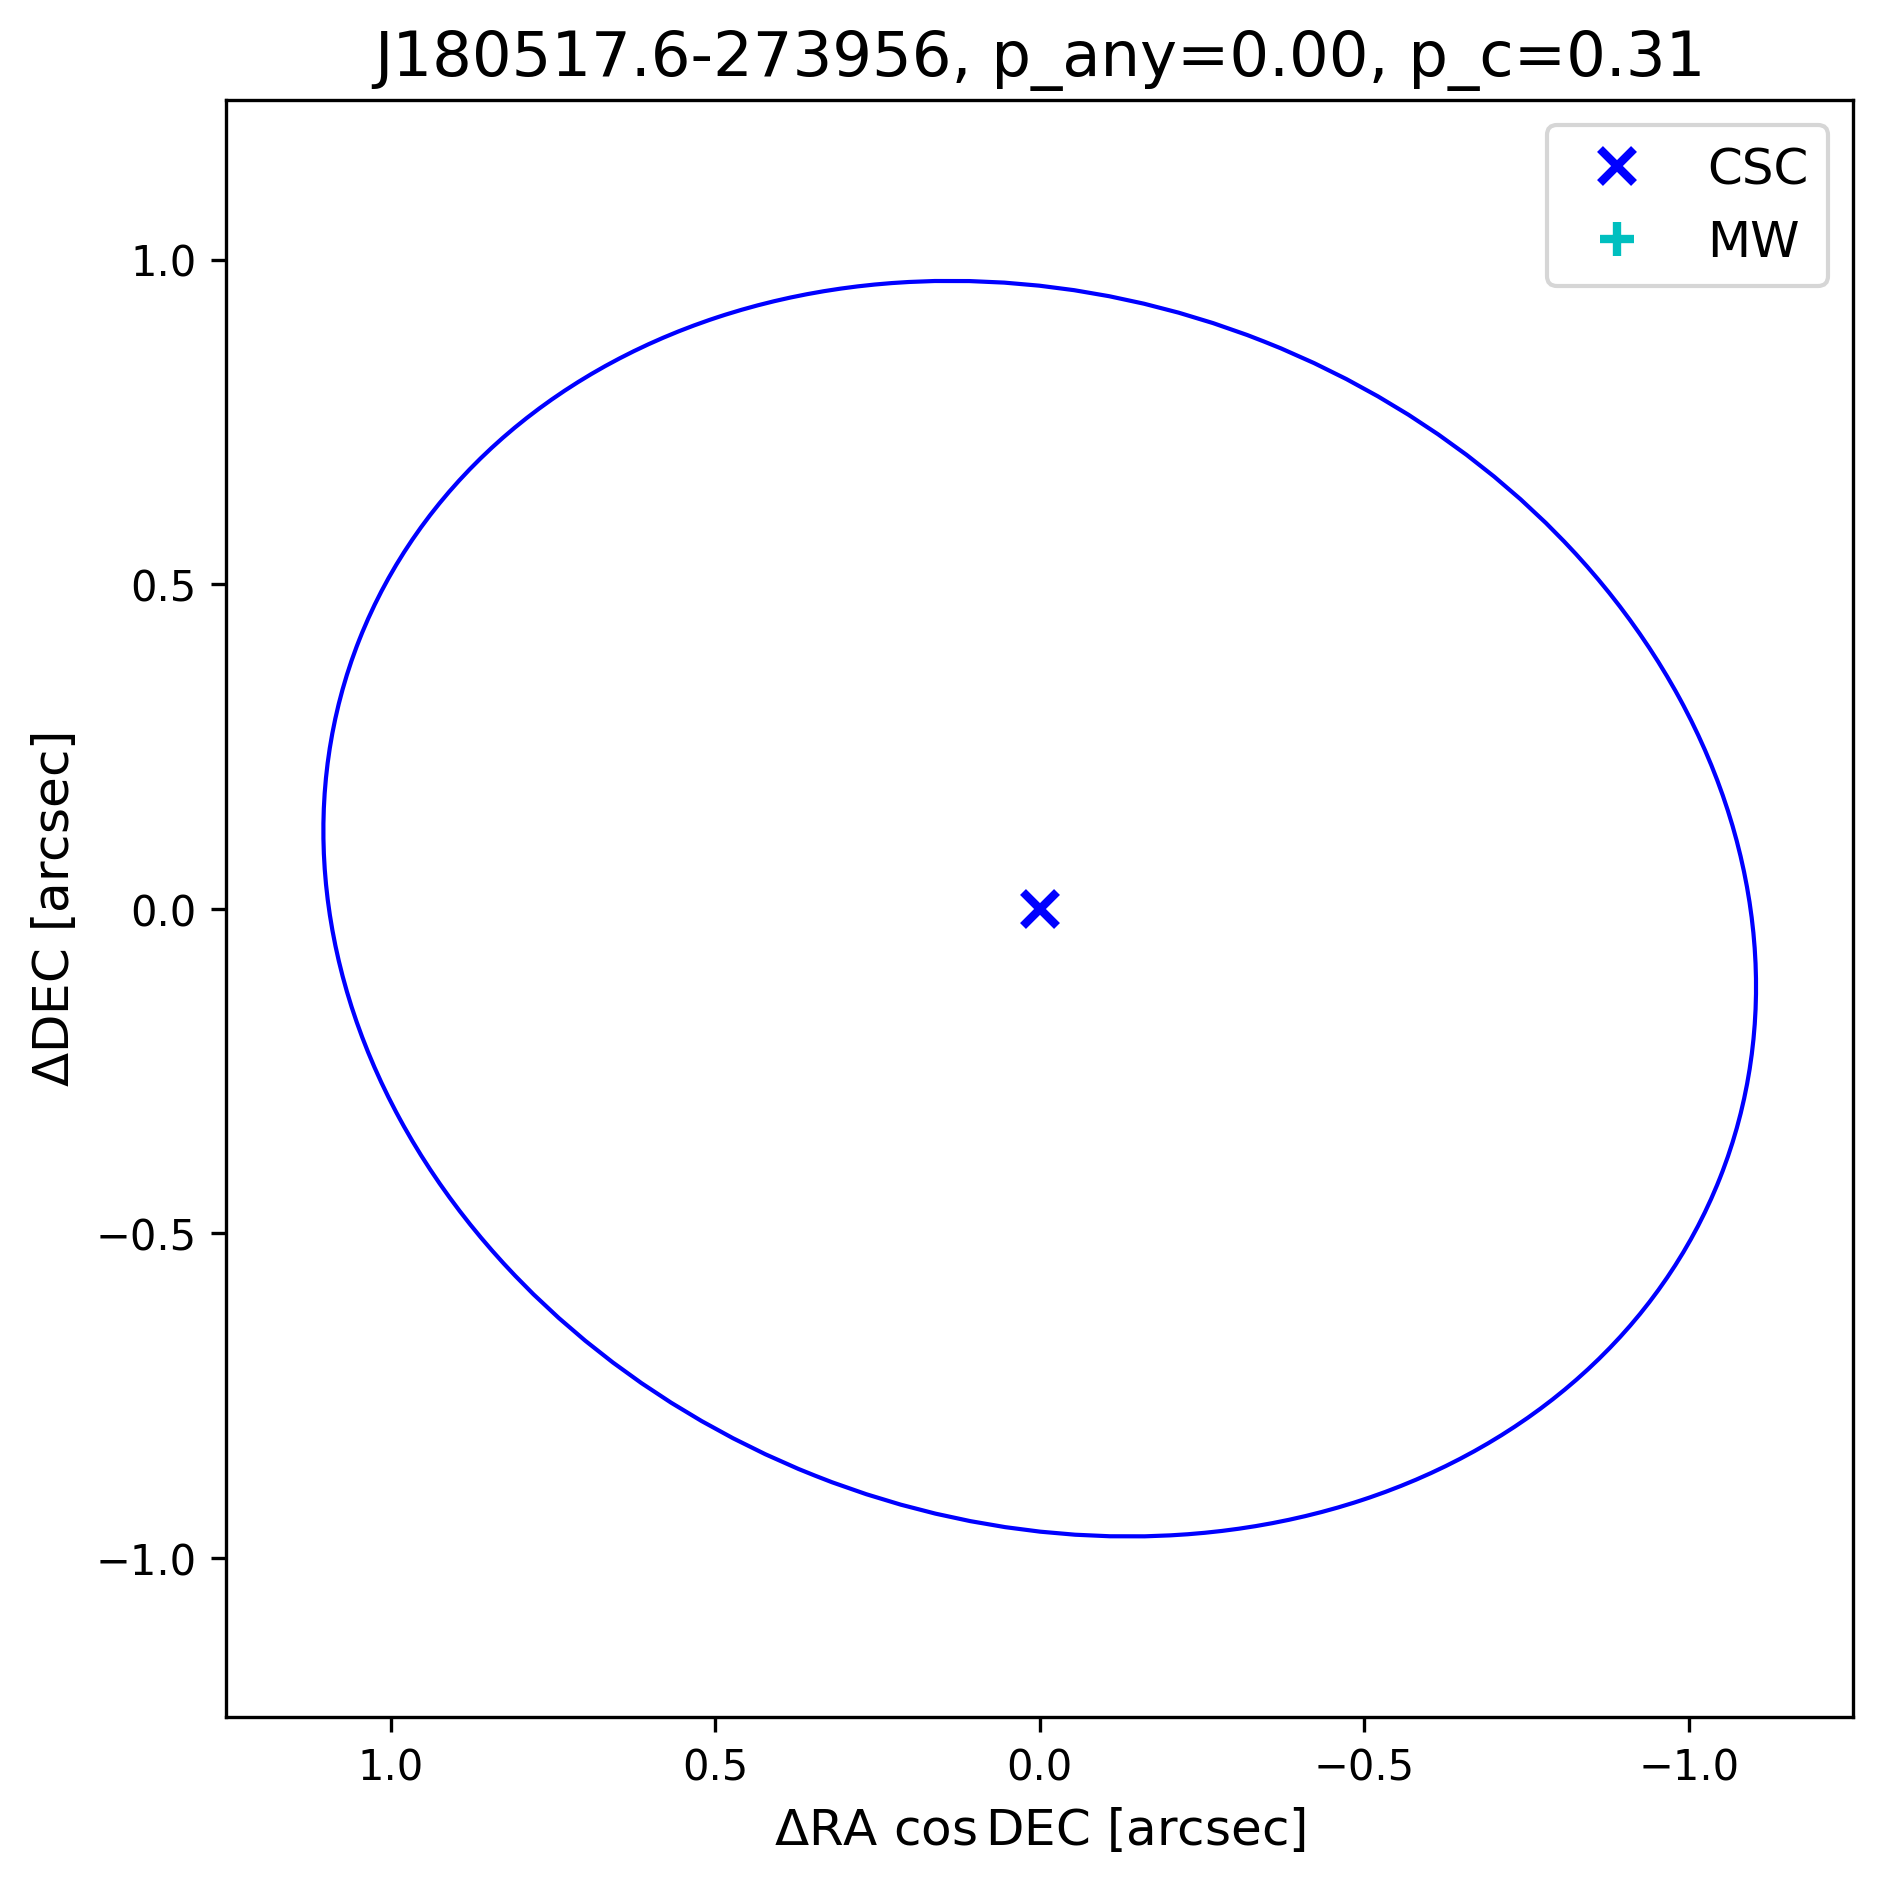 J180517.6-273956, p_any=0.00, p_c=0.31
CSC
MW
1.0
0.5
0.0
−0.5
−1.0
ΔDEC [arcsec]
1.0 0.5 0.0 −0.5 −1.0
ΔRA cos DEC [arcsec]